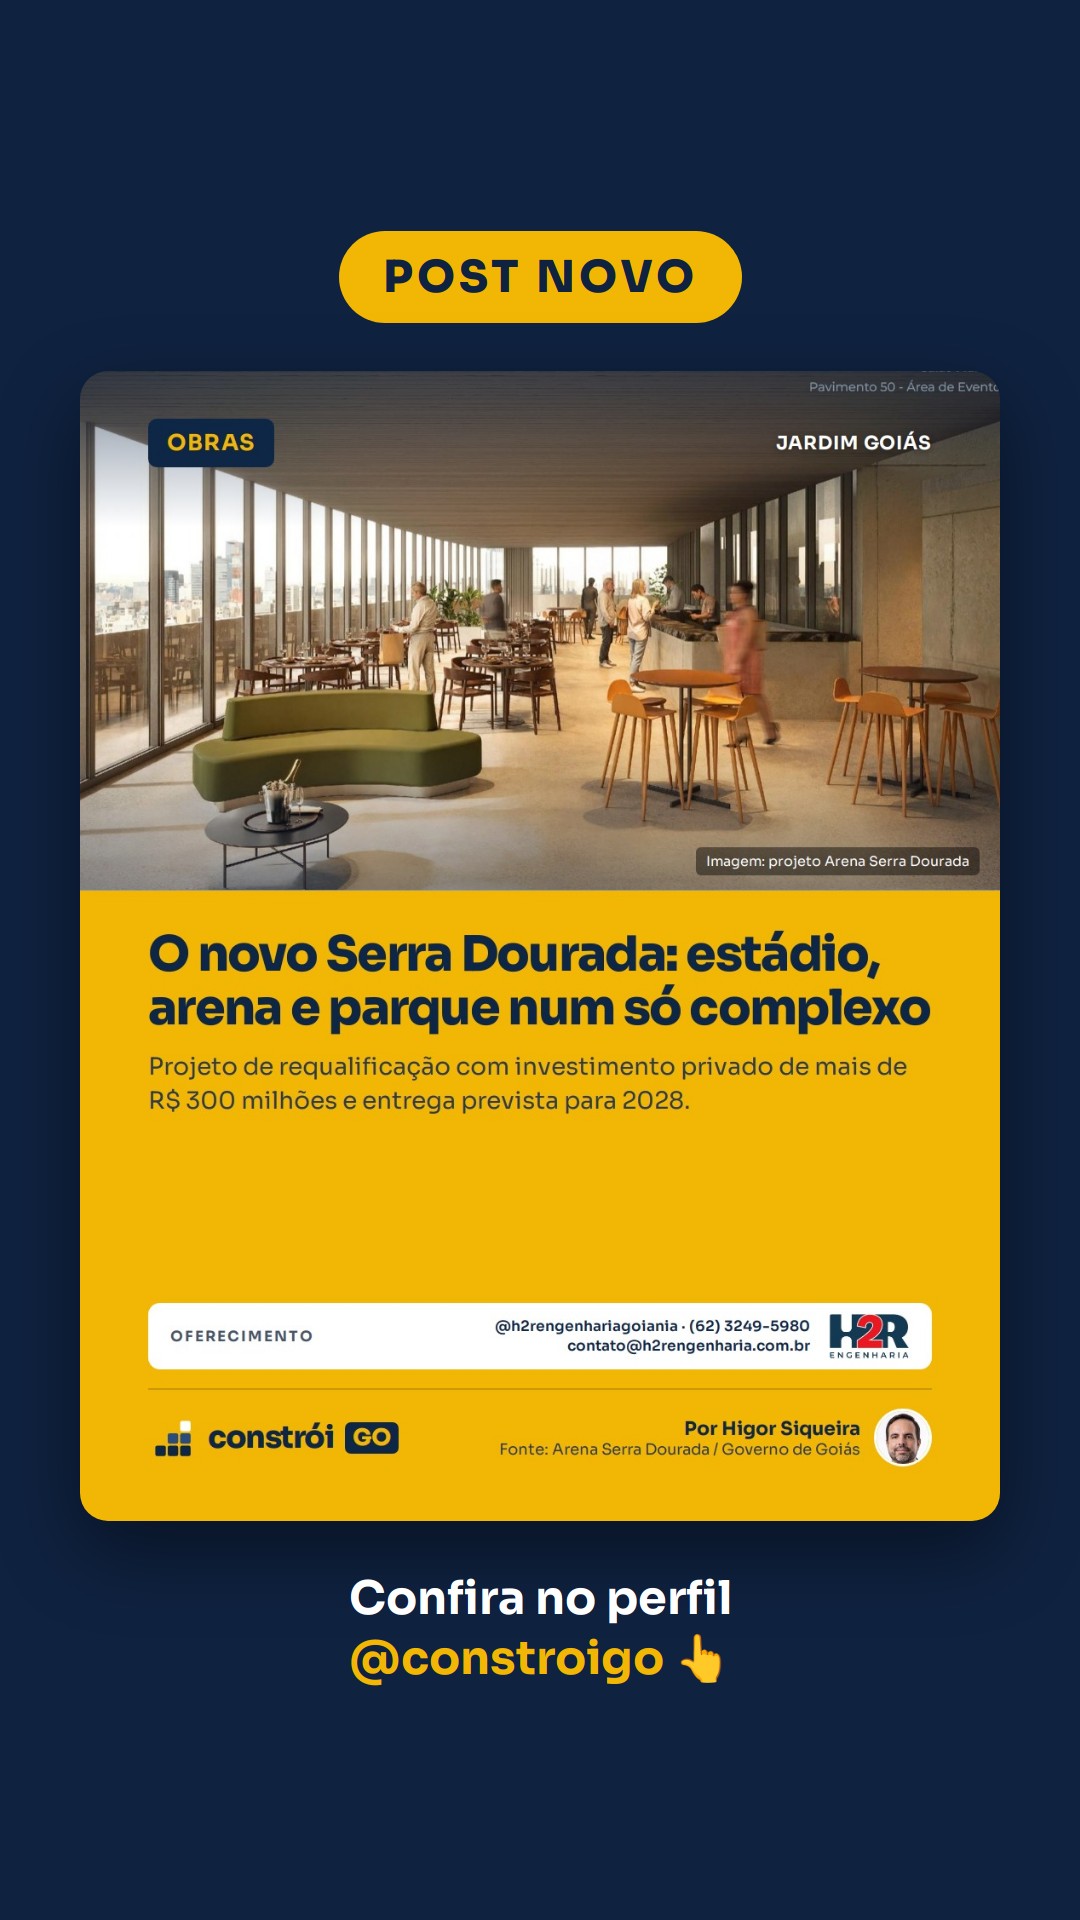 POST NOVO
Pavimento 50 - Área de Evento
OBRAS
JARDIM GOIÁS
Imagem: projeto Arena Serra Dourada
O novo Serra Dourada: estádio,
arena e parque num só complexo
Projeto de requalificação com investimento privado de mais de
R$ 300 milhões e entrega prevista para 2028.
OFERECIMENTO
@h2rengenhariagoiania · (62) 3249-5980
contato@h2rengenharia.com.br
H2R
ENGENHARIA
constrói GO
Por Higor Siqueira
Fonte: Arena Serra Dourada / Governo de Goiás
Confira no perfil
@constroigo 👆